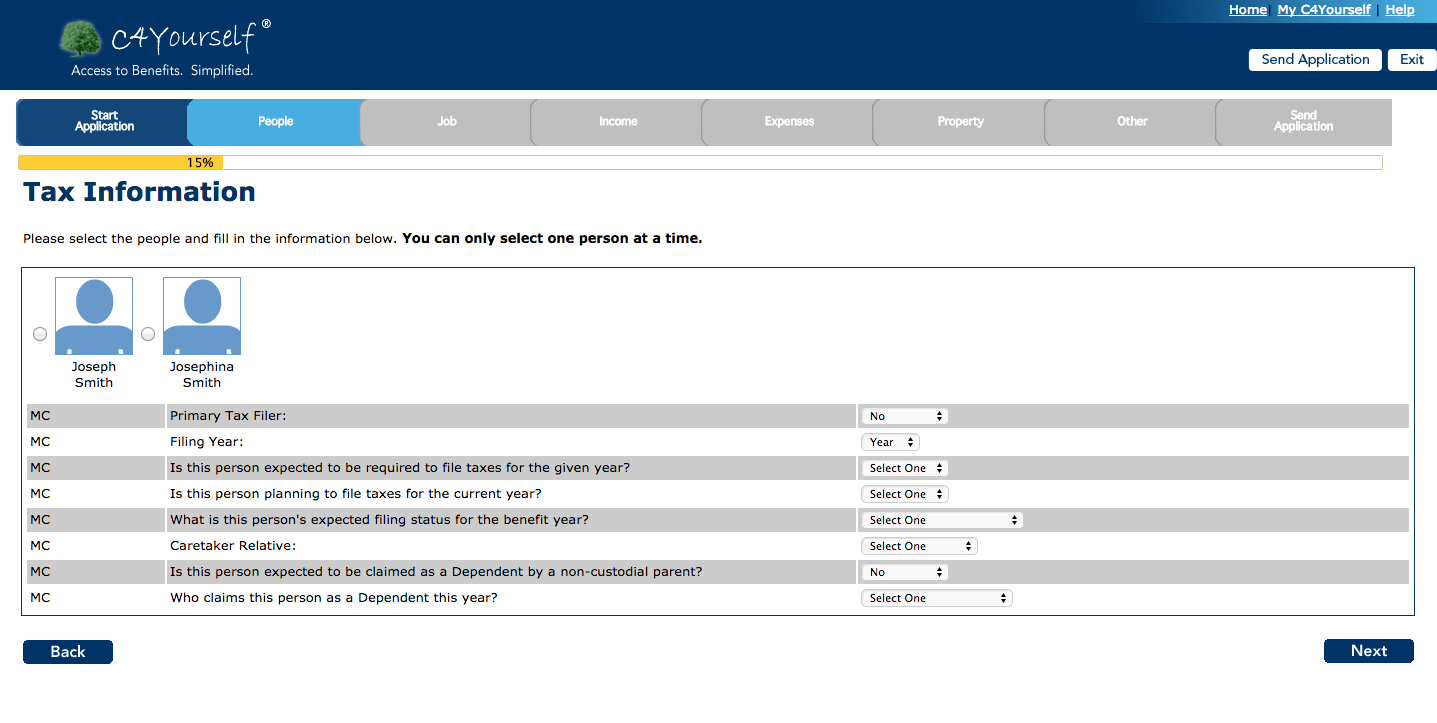 Home | My C4Yourself | Help
C4Yourself ®
Access to Benefits. Simplified.
Send Application
Exit
Start
Application
People
Job
Income
Expenses
Property
Other
Send
Application
15%
Tax Information
Please select the people and fill in the information below. You can only select one person at a time.
Joseph
Smith
Josephina
Smith
MC Primary Tax Filer: No
MC Filing Year: Year
MC Is this person expected to be required to file taxes for the given year? Select One
MC Is this person planning to file taxes for the current year? Select One
MC What is this person's expected filing status for the benefit year? Select One
MC Caretaker Relative: Select One
MC Is this person expected to be claimed as a Dependent by a non-custodial parent? No
MC Who claims this person as a Dependent this year? Select One
Back
Next